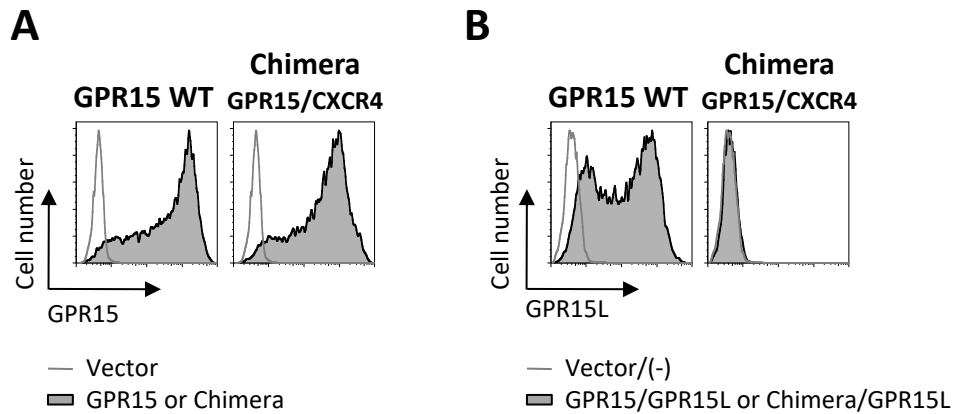 A
GPR15 WT
Chimera
GPR15/CXCR4
Cell number
GPR15
Vector
GPR15 or Chimera
B
GPR15 WT
Chimera
GPR15/CXCR4
Cell number
GPR15L
Vector/(-)
GPR15/GPR15L or Chimera/GPR15L